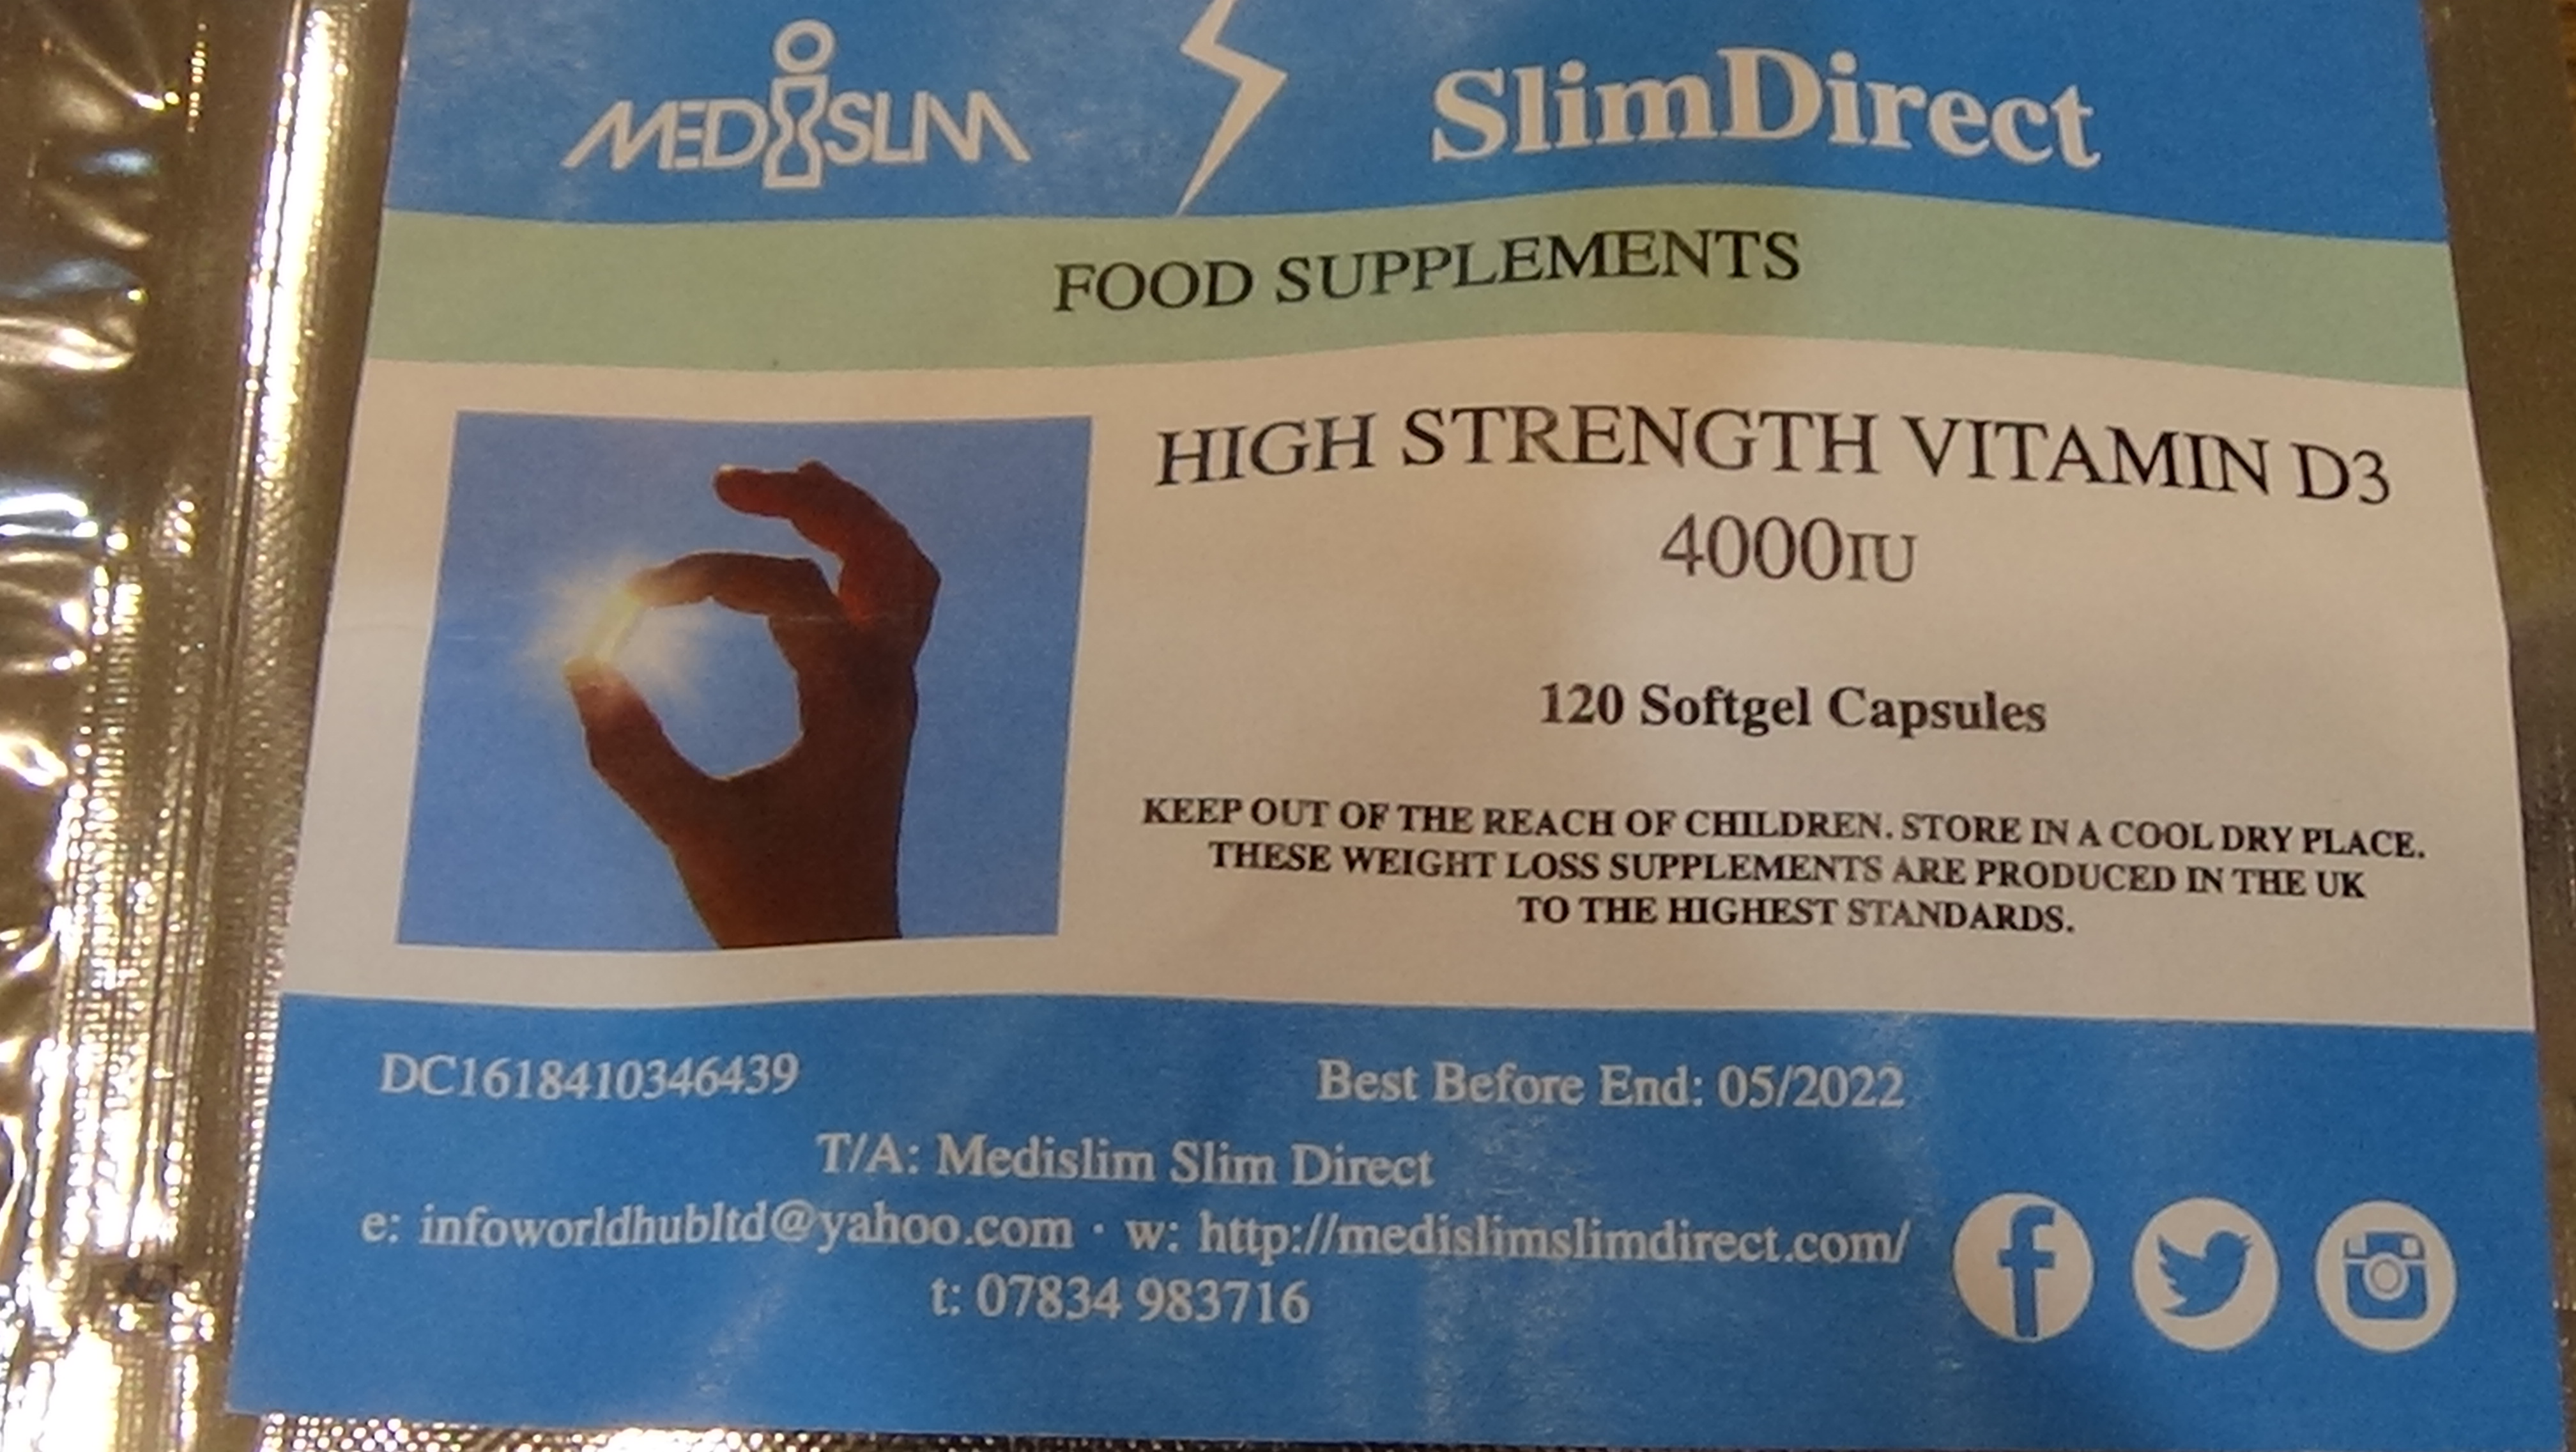 MEDISLIM SlimDirect
FOOD SUPPLEMENTS
HIGH STRENGTH VITAMIN D3
4000IU
120 Softgel Capsules
KEEP OUT OF THE REACH OF CHILDREN. STORE IN A COOL DRY PLACE.
THESE WEIGHT LOSS SUPPLEMENTS ARE PRODUCED IN THE UK
TO THE HIGHEST STANDARDS.
DC1618410346439 Best Before End: 05/2022
T/A: Medislim Slim Direct
e: infoworldhubltd@yahoo.com · w: http://medislimslimdirect.com/
t: 07834 983716